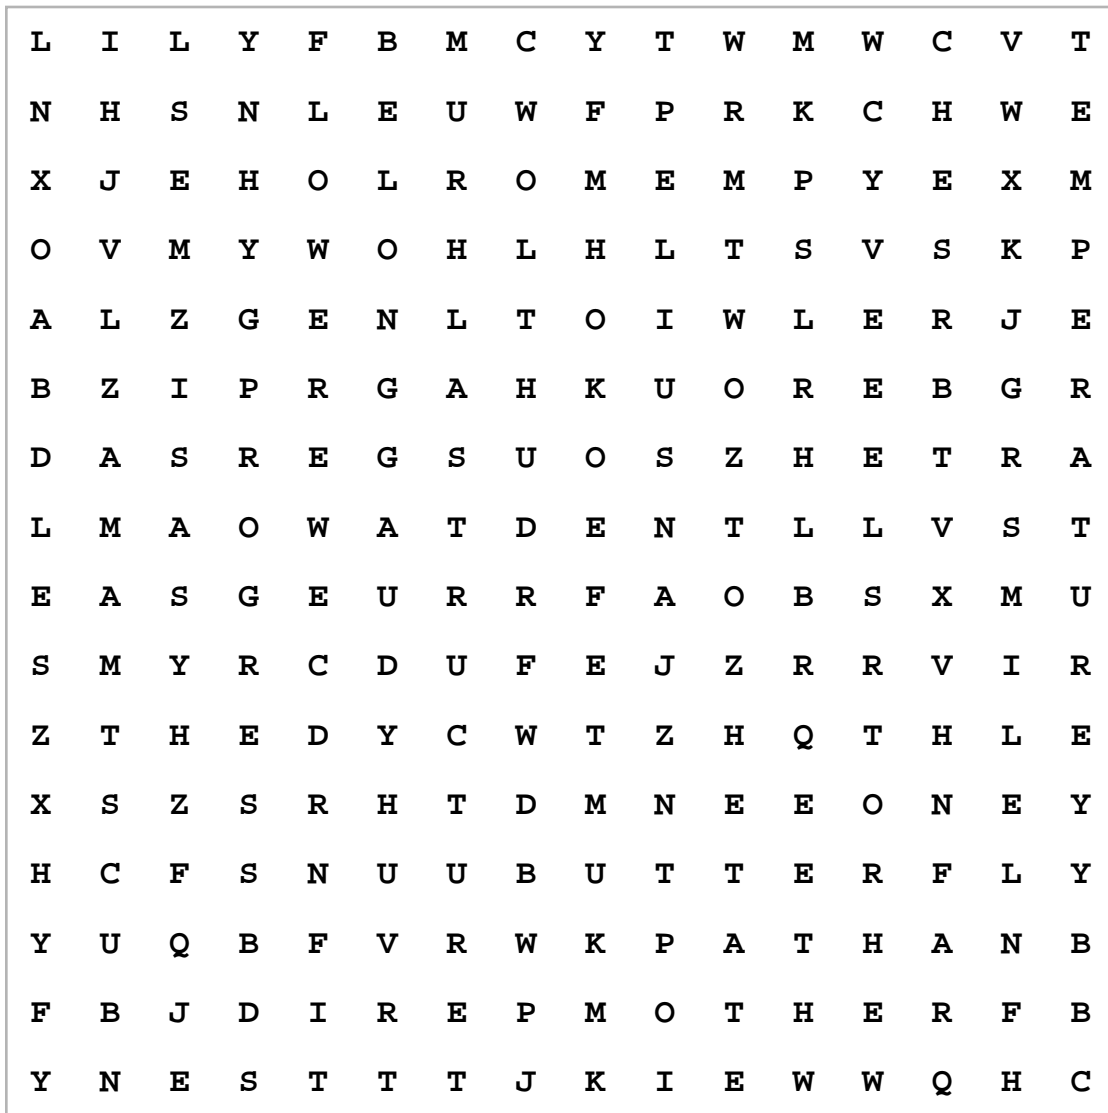 L I L Y F B M C Y T W M W C V T
N H S N L E U W F P R K C H W E
X J E H O L R O M E M P Y E X M
O V M Y W O H L H L T S V S K P
A L Z G E N L T O I W L E R J E
B Z I P R G A H K U O R E B G R
D A S R E G S U O S Z H E T R A
L M A O W A T D E N T L L V S T
E A S G E U R R F A O B S X M U
S M Y R C D U F E J Z R R V I R
Z T H E D Y C W T Z H Q T H L E
X S Z S R H T D M N E E O N E Y
H C F S N U U B U T T E R F L Y
Y U Q B F V R W K P A T H A N B
F B J D I R E P M O T H E R F B
Y N E S T T T J K I E W W Q H C